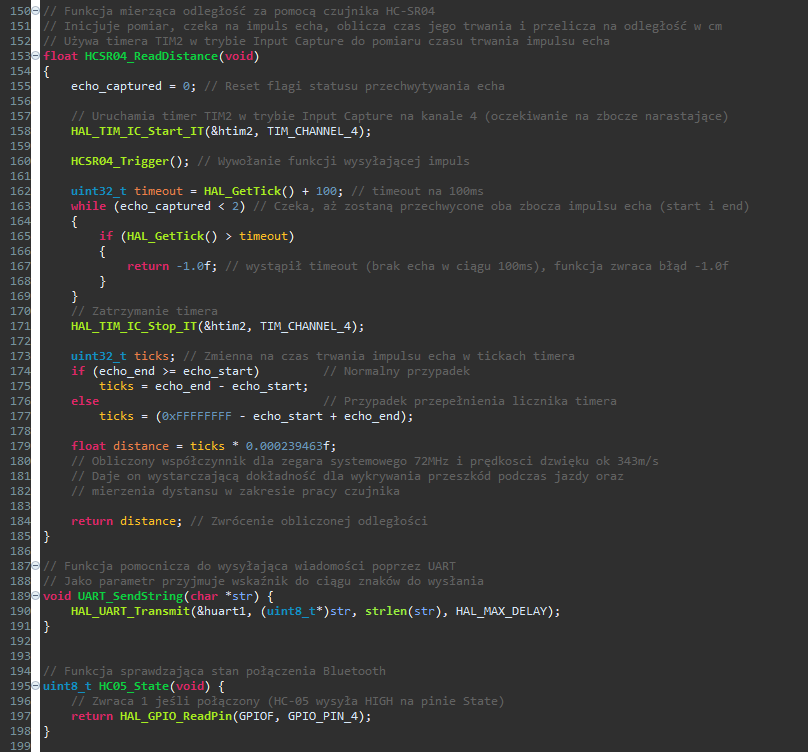 150 // Funkcja mierząca odległość za pomocą czujnika HC-SR04
151 // Inicjuje pomiar, czeka na impuls echa, oblicza czas jego trwania i przelicza na odległość w cm
152 // Używa timera TIM2 w trybie Input Capture do pomiaru czasu trwania impulsu echa
153 float HCSR04_ReadDistance(void)
154 {
155     echo_captured = 0; // Reset flagi statusu przechwytywania echa
156
157     // Uruchamia timer TIM2 w trybie Input Capture na kanale 4 (oczekiwanie na zbocze narastające)
158     HAL_TIM_IC_Start_IT(&htim2, TIM_CHANNEL_4);
159
160     HCSR04_Trigger(); // Wywołanie funkcji wysyłającej impuls
161
162     uint32_t timeout = HAL_GetTick() + 100; // timeout na 100ms
163     while (echo_captured < 2) // Czeka, aż zostaną przechwycone oba zbocza impulsu echa (start i end)
164     {
165         if (HAL_GetTick() > timeout)
166         {
167             return -1.0f; // wystąpił timeout (brak echa w ciągu 100ms), funkcja zwraca błąd -1.0f
168         }
169     }
170     // Zatrzymanie timera
171     HAL_TIM_IC_Stop_IT(&htim2, TIM_CHANNEL_4);
172
173     uint32_t ticks; // Zmienna na czas trwania impulsu echa w tickach timera
174     if (echo_end >= echo_start)         // Normalny przypadek
175         ticks = echo_end - echo_start;
176     else                                // Przypadek przepełnienia licznika timera
177         ticks = (0xFFFFFFFF - echo_start + echo_end);
178
179     float distance = ticks * 0.000239463f;
180     // Obliczony współczynnik dla zegara systemowego 72MHz i prędkosci dzwięku ok 343m/s
181     // Daje on wystarczającą dokładność dla wykrywania przeszkód podczas jazdy oraz
182     // mierzenia dystansu w zakresie pracy czujnika
183
184     return distance; // Zwrócenie obliczonej odległości
185 }
186
187 // Funkcja pomocnicza do wysyłająca wiadomości poprzez UART
188 // Jako parametr przyjmuje wskaźnik do ciągu znaków do wysłania
189 void UART_SendString(char *str) {
190     HAL_UART_Transmit(&huart1, (uint8_t*)str, strlen(str), HAL_MAX_DELAY);
191 }
192
193
194 // Funkcja sprawdzająca stan połączenia Bluetooth
195 uint8_t HC05_State(void) {
196     // Zwraca 1 jeśli połączony (HC-05 wysyła HIGH na pinie State)
197     return HAL_GPIO_ReadPin(GPIOF, GPIO_PIN_4);
198 }
199